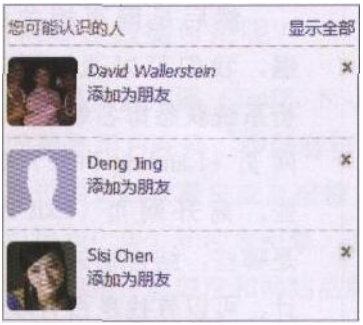 您可能认识的人 显示全部
David Wallerstein ×
添加为朋友
Deng Jing ×
添加为朋友
Sisi Chen ×
添加为朋友